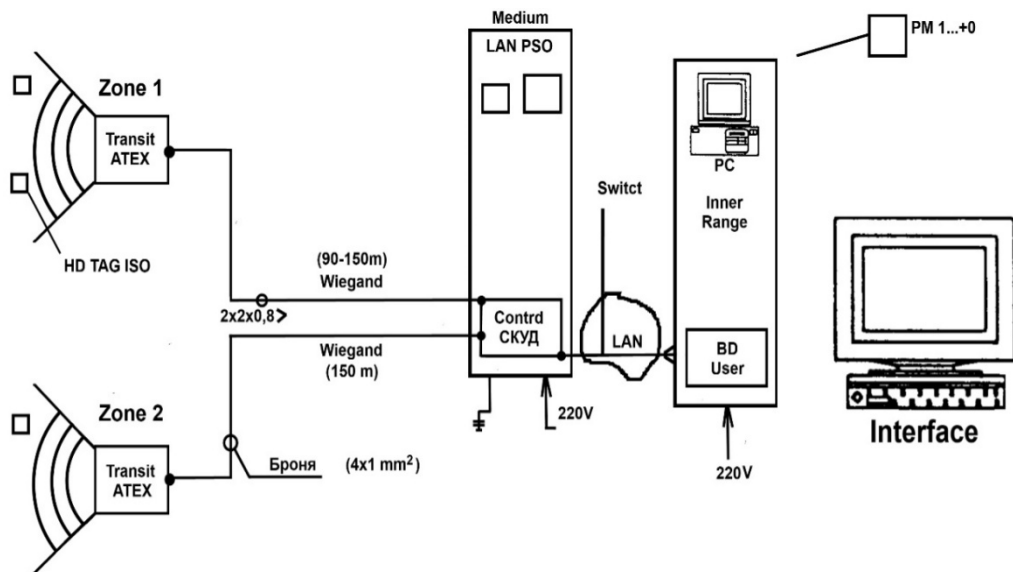 Medium
LAN PSO
PM 1...+0
Zone 1
Transit
ATEX
HD TAG ISO
(90-150m)
Wiegand
2x2x0,8>
Wiegand
(150 m)
Contrd
СКУД
Switct
LAN
PC
Inner
Range
BD
User
220V
220V
Interface
Zone 2
Transit
ATEX
Броня (4x1 mm²)